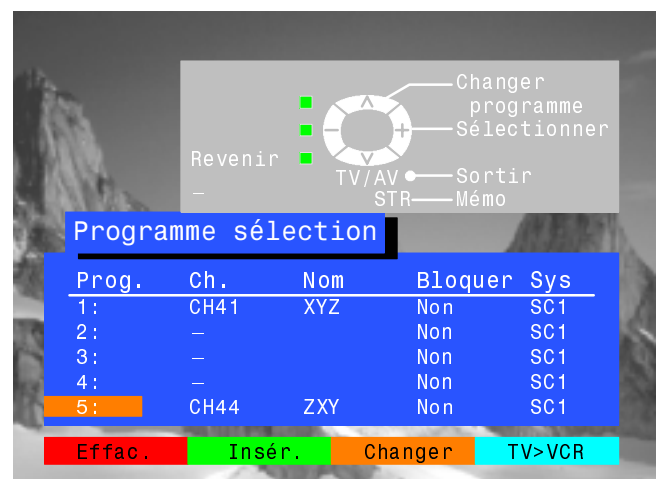 Changer
programme
Sélectionner
Revenir
TV/AV Sortir
– STR Mémo
Programme sélection
Prog. Ch. Nom Bloquer Sys
1: CH41 XYZ Non SC1
2: – Non SC1
3: – Non SC1
4: – Non SC1
5: CH44 ZXY Non SC1
Effac. Insér. Changer TV>VCR